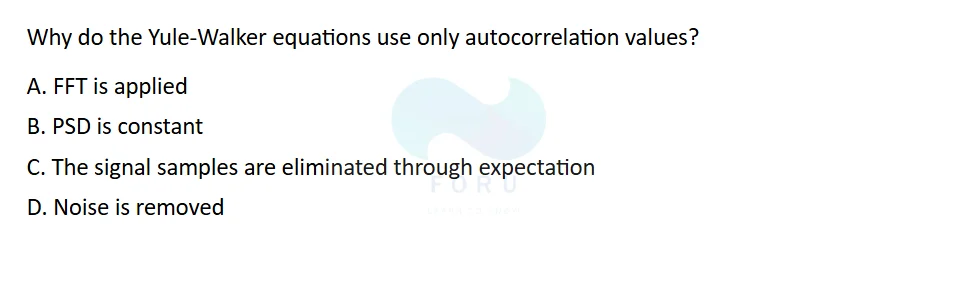 Why do the Yule-Walker equations use only autocorrelation values?
A. FFT is applied
B. PSD is constant
C. The signal samples are eliminated through expectation
FORU
D. Noise is removed